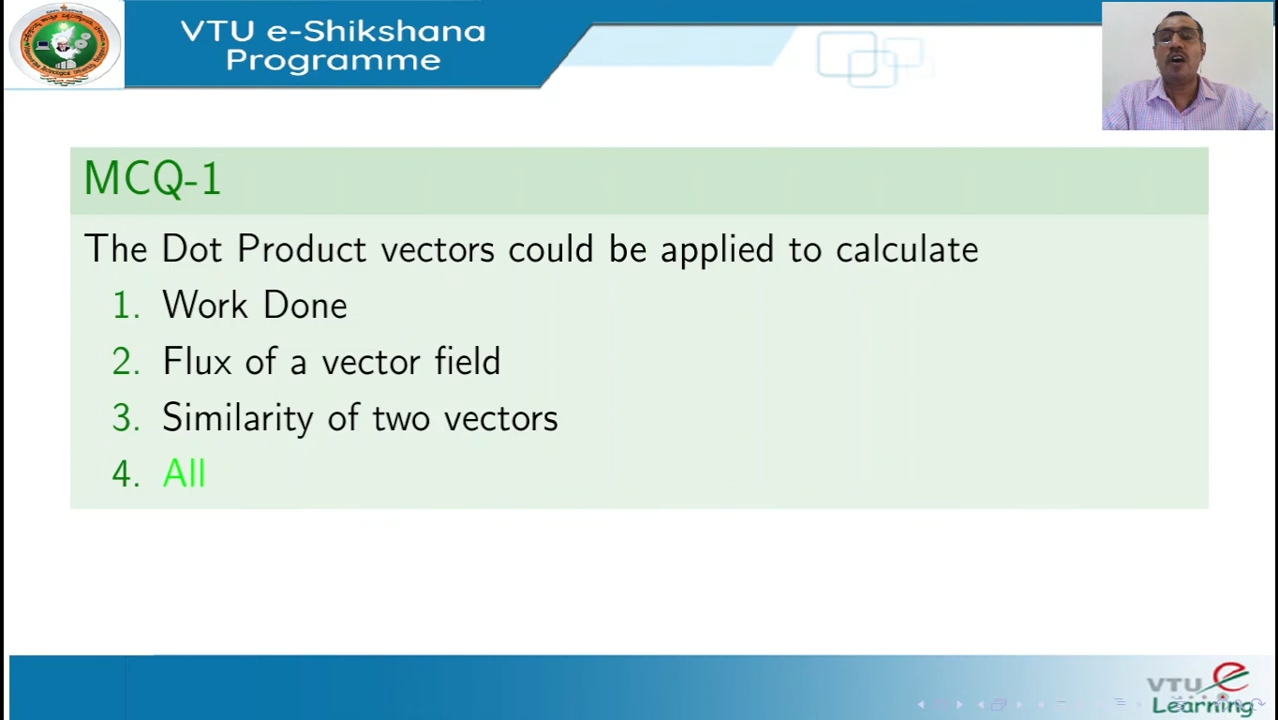 VTU e-Shikshana
Programme
MCQ-1
The Dot Product vectors could be applied to calculate
1. Work Done
2. Flux of a vector field
3. Similarity of two vectors
4. All
VTU e
Learning